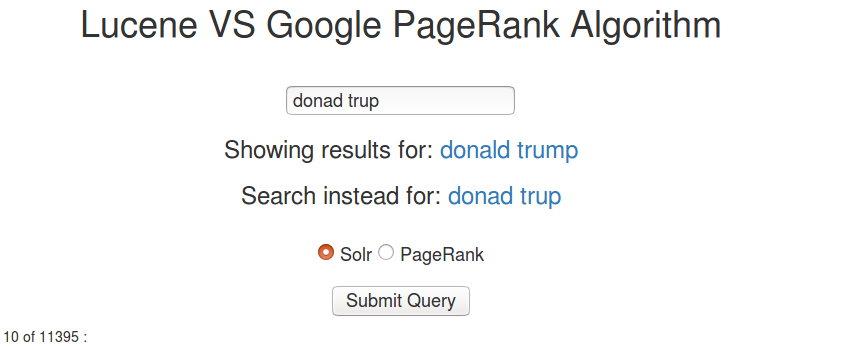 Lucene VS Google PageRank Algorithm
donad trup
Showing results for: donald trump
Search instead for: donad trup
Solr PageRank
Submit Query
10 of 11395 :